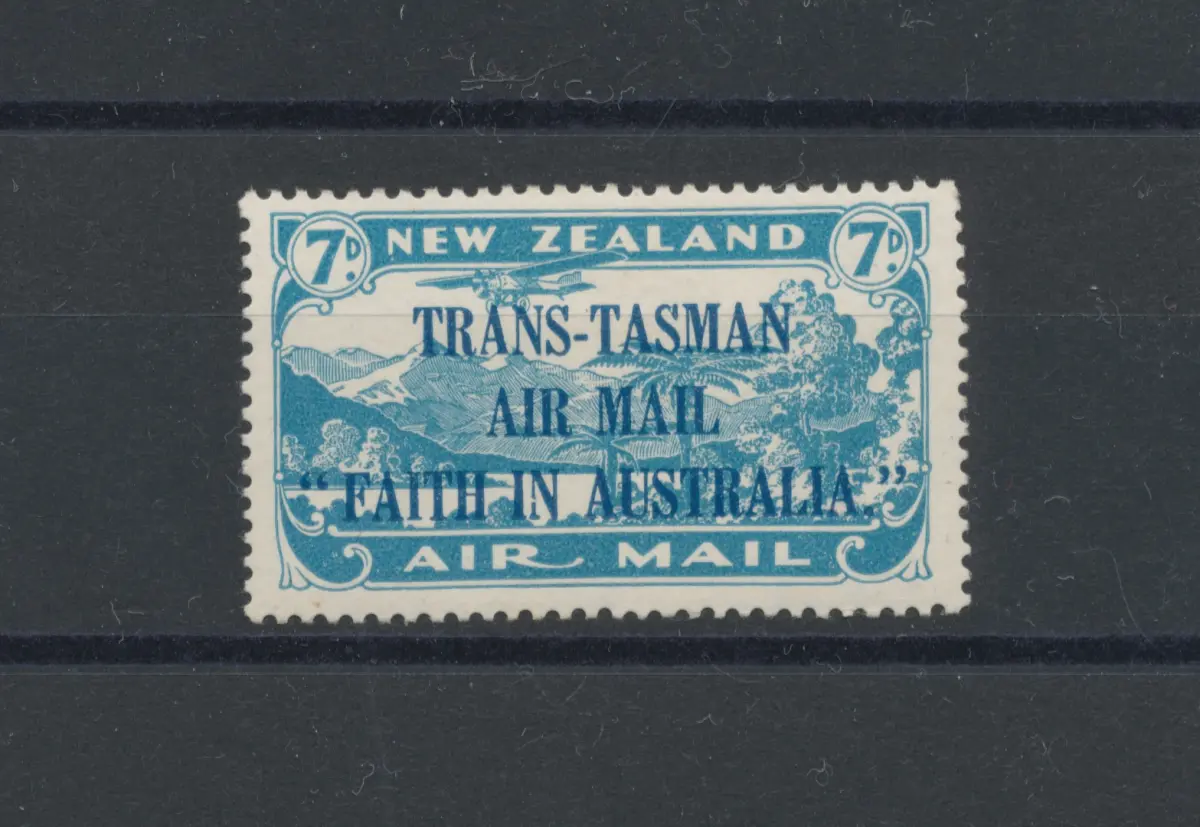 7D. NEW ZEALAND 7D.
TRANS-TASMAN
AIR MAIL
“FAITH IN AUSTRALIA.”
AIR MAIL